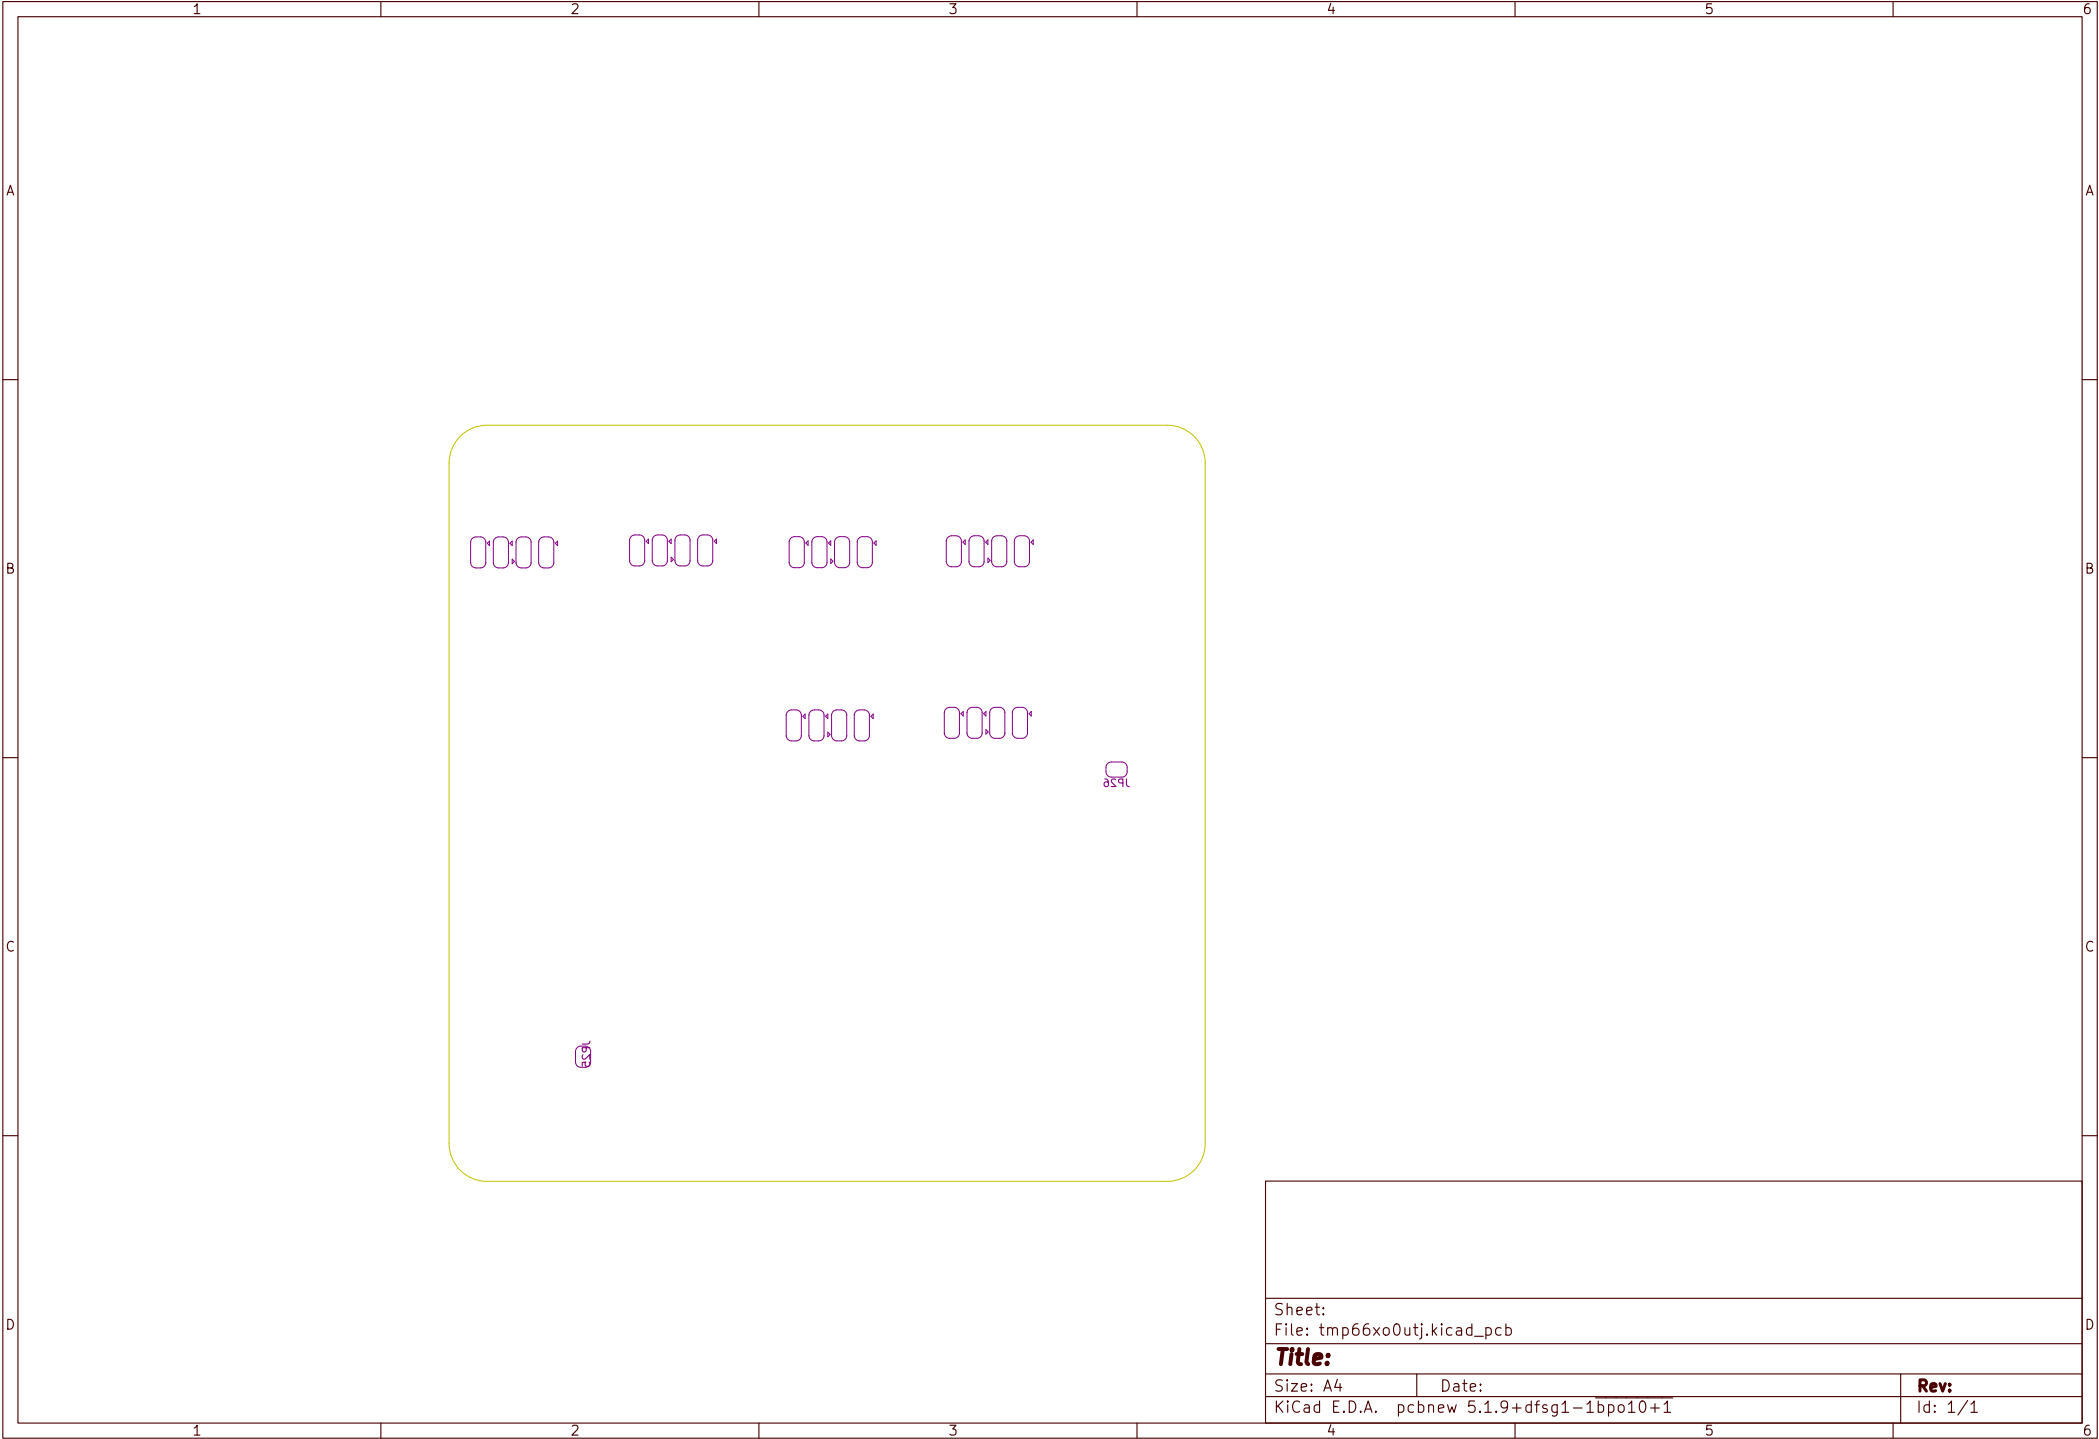 1 2 3 4 5 6
A A
B B
JP26
C C
JP25
Sheet:
File: tmp66xo0utj.kicad_pcb
D D
Title:
Size: A4 Date: Rev:
KiCad E.D.A. pcbnew 5.1.9+dfsg1-1bpo10+1 Id: 1/1
1 2 3 4 5 6